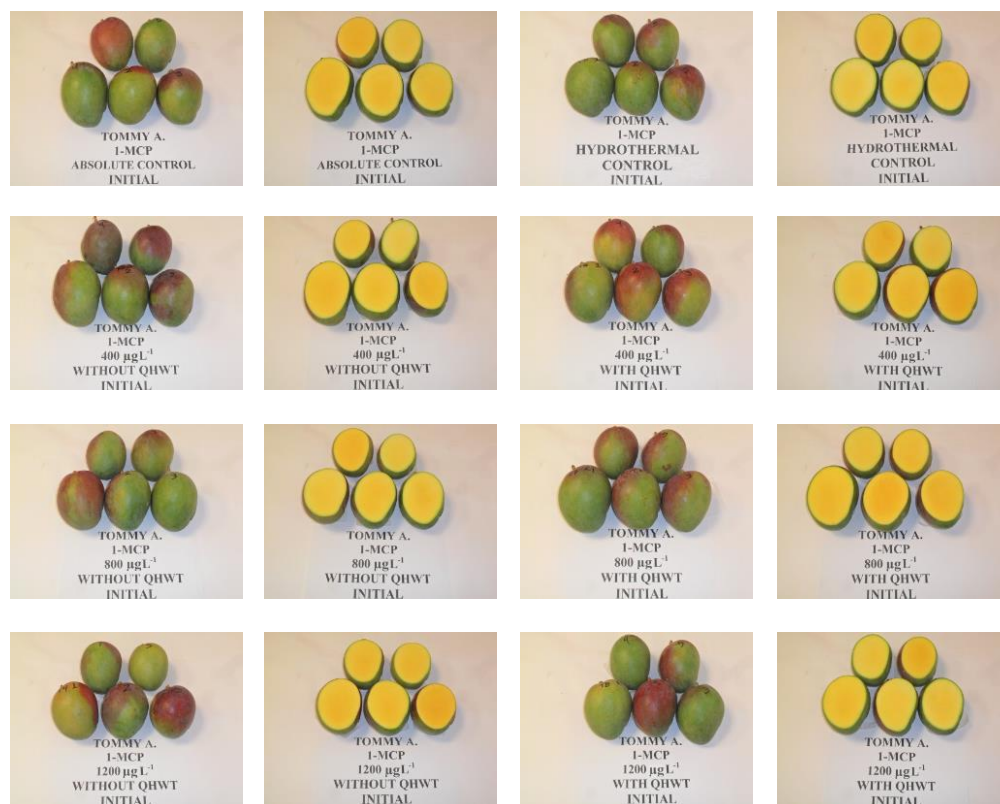 TOMMY A.
1-MCP
ABSOLUTE CONTROL
INITIAL
TOMMY A.
1-MCP
ABSOLUTE CONTROL
INITIAL
TOMMY A.
1-MCP
HYDROTHERMAL
CONTROL
INITIAL
TOMMY A.
1-MCP
HYDROTHERMAL
CONTROL
INITIAL
TOMMY A.
1-MCP
400 µgL⁻¹
WITHOUT QHWT
INITIAL
TOMMY A.
1-MCP
400 µgL⁻¹
WITHOUT QHWT
INITIAL
TOMMY A.
1-MCP
400 µgL⁻¹
WITH QHWT
INITIAL
TOMMY A.
1-MCP
400 µgL⁻¹
WITH QHWT
INITIAL
TOMMY A.
1-MCP
800 µgL⁻¹
WITHOUT QHWT
INITIAL
TOMMY A.
1-MCP
800 µgL⁻¹
WITHOUT QHWT
INITIAL
TOMMY A.
1-MCP
800 µgL⁻¹
WITH QHWT
INITIAL
TOMMY A.
1-MCP
800 µgL⁻¹
WITH QHWT
INITIAL
TOMMY A.
1-MCP
1200 µgL⁻¹
WITHOUT QHWT
INITIAL
TOMMY A.
1-MCP
1200 µgL⁻¹
WITHOUT QHWT
INITIAL
TOMMY A.
1-MCP
1200 µgL⁻¹
WITH QHWT
INITIAL
TOMMY A.
1-MCP
1200 µgL⁻¹
WITH QHWT
INITIAL